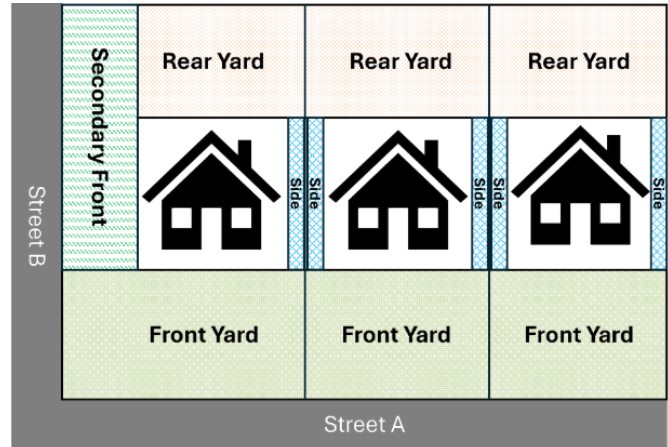 Rear Yard
Rear Yard
Rear Yard
Secondary Front
Street B
Side
Side
Side
Side
Side
Front Yard
Front Yard
Front Yard
Street A